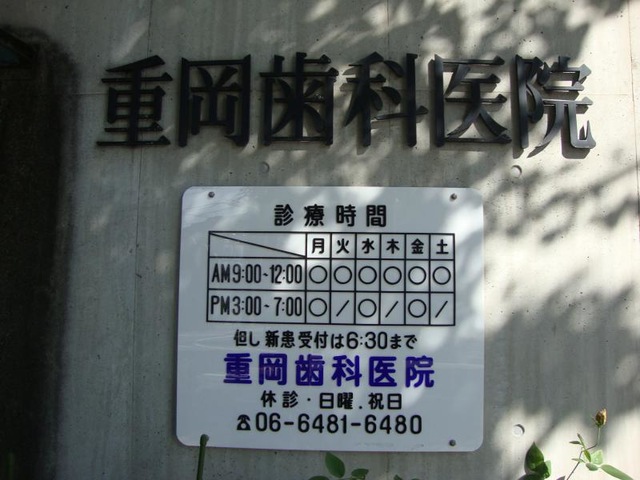 重岡歯科医院
診療時間
月 火 水 木 金 土
AM9:00~12:00 ○ ○ ○ ○ ○ ○
PM3:00~7:00 ○ / ○ / ○ /
但し新患受付は6:30まで
重岡歯科医院
休診・日曜.祝日
☎06-6481-6480